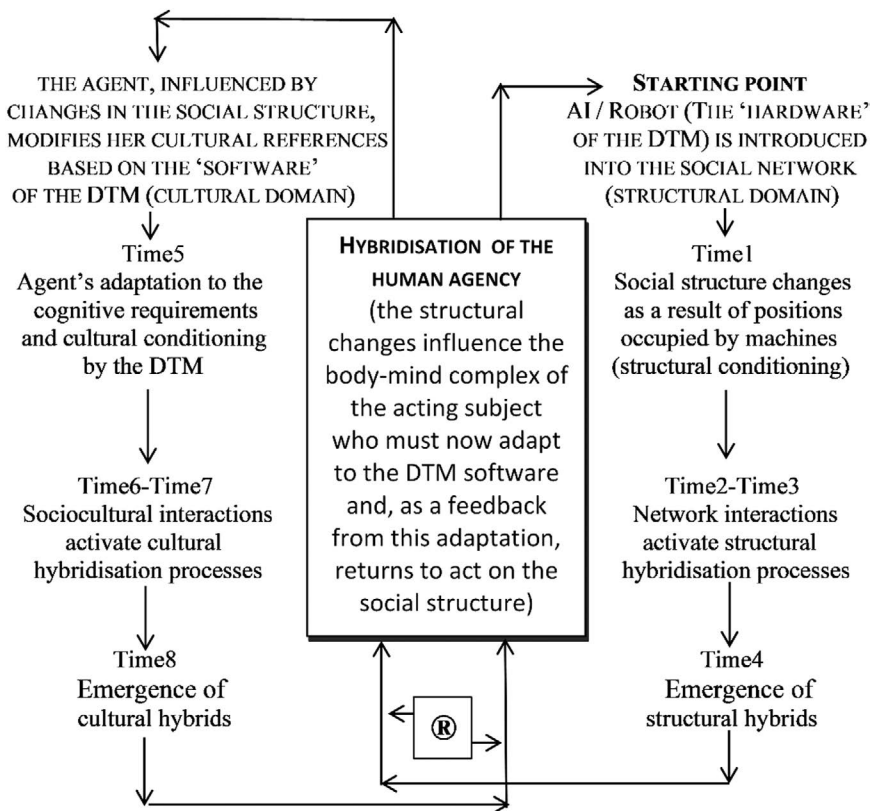 THE AGENT, INFLUENCED BY
CHANGES IN THE SOCIAL STRUCTURE,
MODIFIES HER CULTURAL REFERENCES
BASED ON THE ‘SOFTWARE’
OF THE DTM (CULTURAL DOMAIN)
Time5
Agent’s adaptation to the
cognitive requirements
and cultural conditioning
by the DTM
Time6-Time7
Sociocultural interactions
activate cultural
hybridisation processes
Time8
Emergence of
cultural hybrids
HYBRIDISATION OF THE
HUMAN AGENCY
(the structural
changes influence the
body-mind complex of
the acting subject
who must now adapt
to the DTM software
and, as a feedback
from this adaptation,
returns to act on the
social structure)
®
STARTING POINT
AI / ROBOT (THE ‘HARDWARE’
OF THE DTM) IS INTRODUCED
INTO THE SOCIAL NETWORK
(STRUCTURAL DOMAIN)
Time1
Social structure changes
as a result of positions
occupied by machines
(structural conditioning)
Time2-Time3
Network interactions
activate structural
hybridisation processes
Time4
Emergence of
structural hybrids